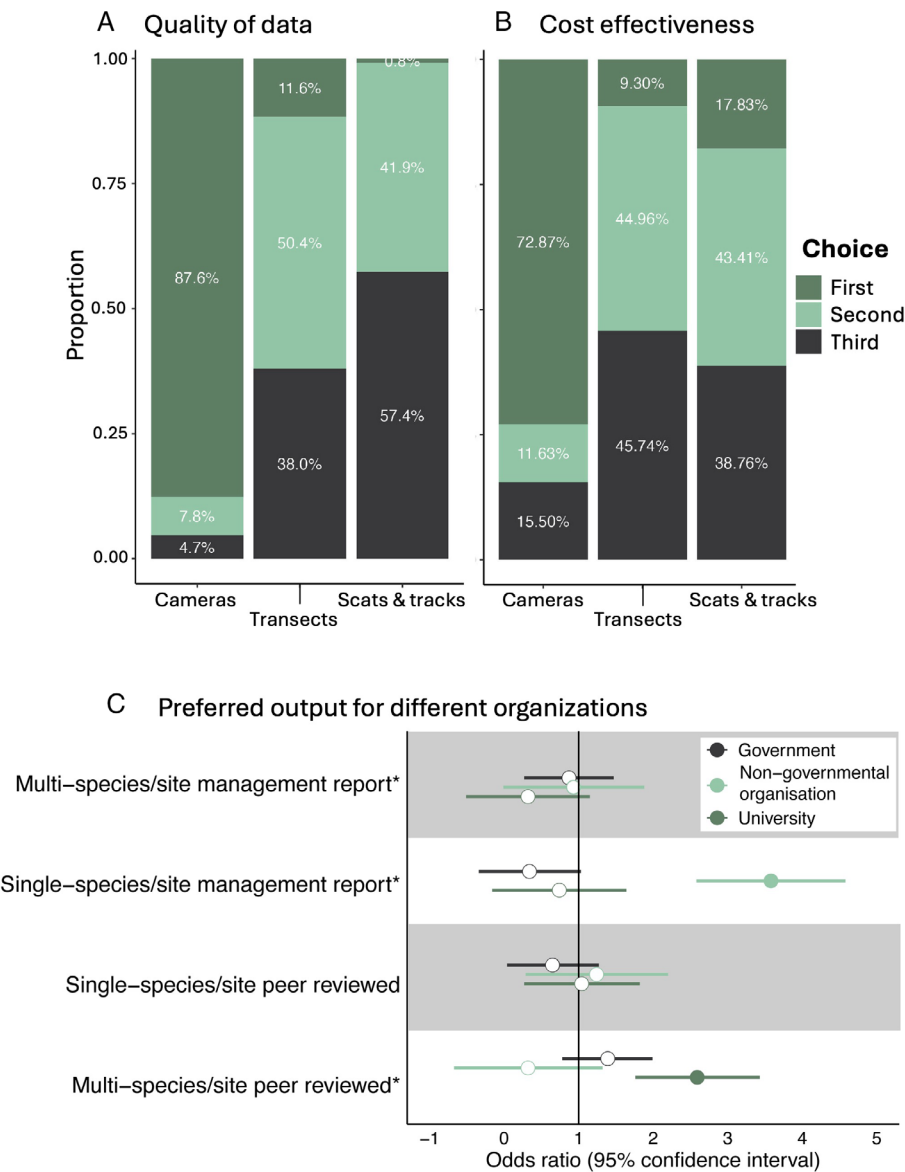 A Quality of data
B Cost effectiveness
Proportion
1.00
0.75
0.50
0.25
0.00
87.6%
7.8%
4.7%
11.6%
50.4%
38.0%
0.8%
41.9%
57.4%
Cameras
Transects
Scats & tracks
72.87%
11.63%
15.50%
9.30%
44.96%
45.74%
17.83%
43.41%
38.76%
Cameras
Transects
Scats & tracks
Choice
First
Second
Third
C Preferred output for different organizations
Multi−species/site management report*
Single−species/site management report*
Single−species/site peer reviewed
Multi−species/site peer reviewed*
Government
Non-governmental
organisation
University
−1 0 1 2 3 4 5
Odds ratio (95% confidence interval)